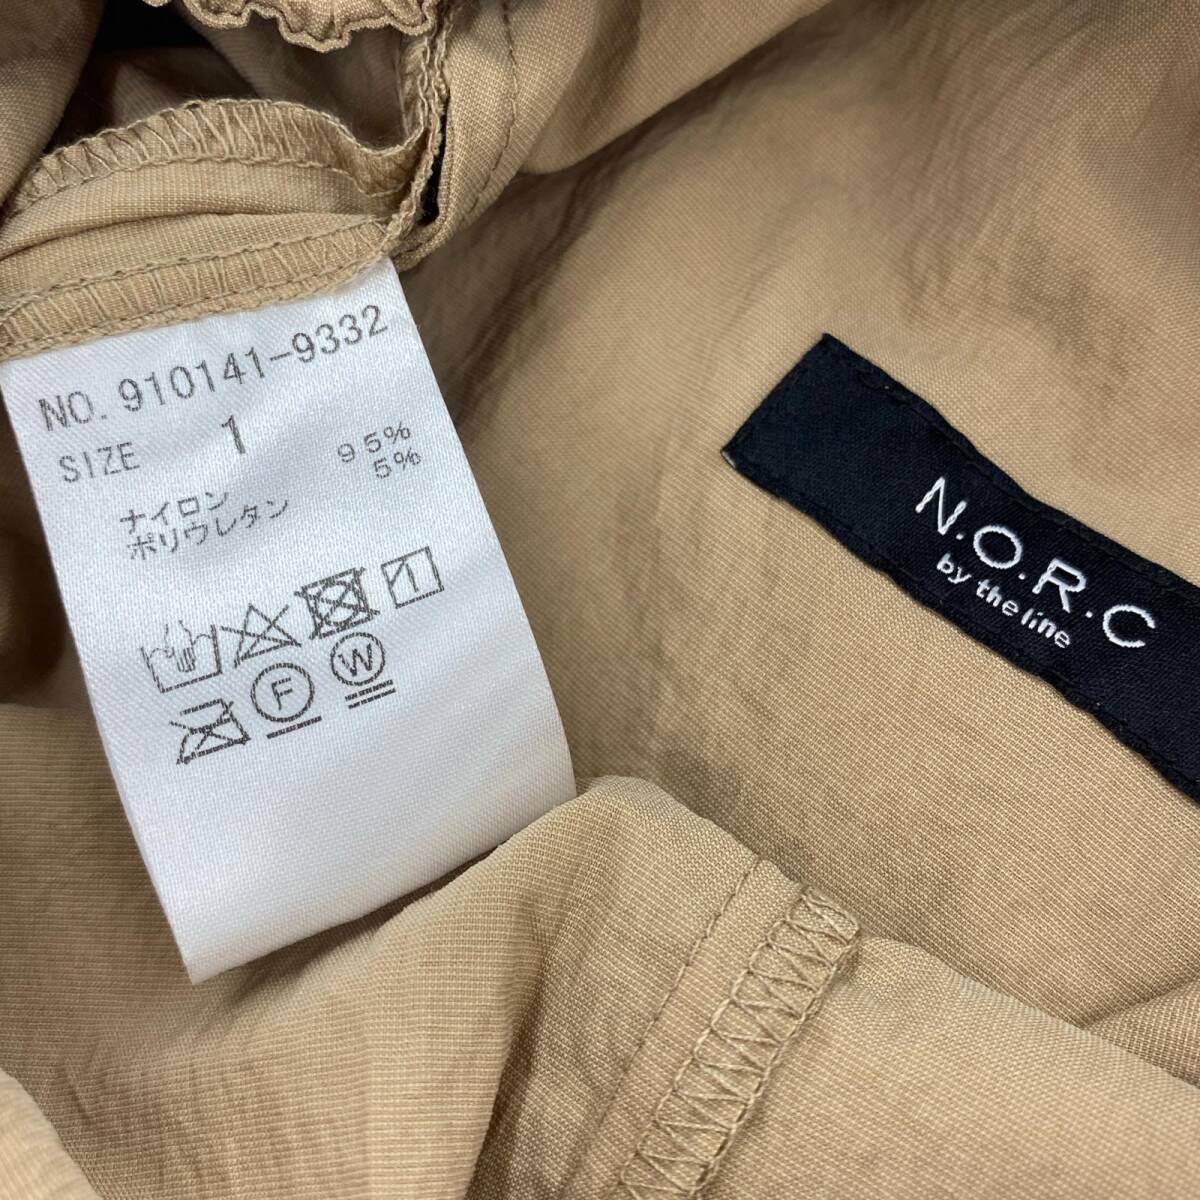 NO. 910141-9332
SIZE 1
ナイロン 95%
ポリウレタン 5%
1
F
W
N.O.R.C
by the line